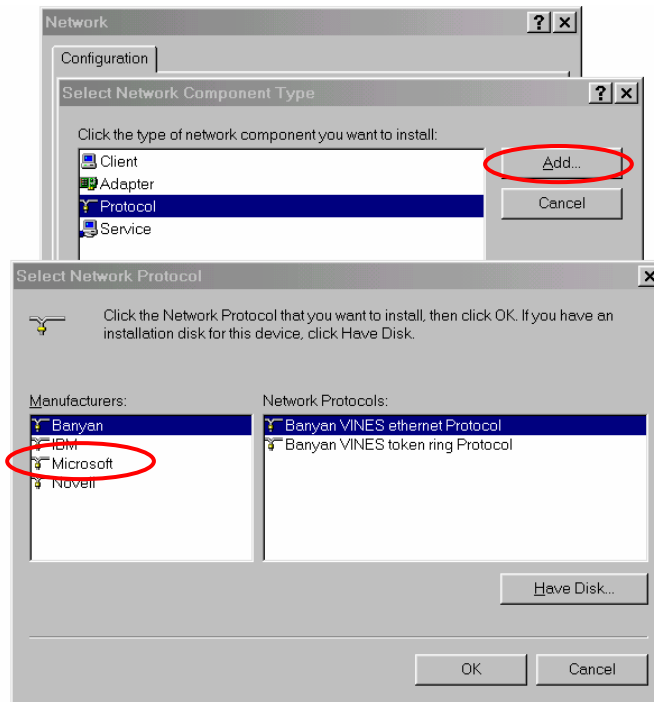 Network
Configuration
Select Network Component Type
Click the type of network component you want to install:
Client
Adapter
Protocol
Service
Add...
Cancel
Select Network Protocol
Click the Network Protocol that you want to install, then click OK. If you have an
installation disk for this device, click Have Disk.
Manufacturers:
Banyan
IBM
Microsoft
Novell
Network Protocols:
Banyan VINES ethernet Protocol
Banyan VINES token ring Protocol
Have Disk...
OK
Cancel